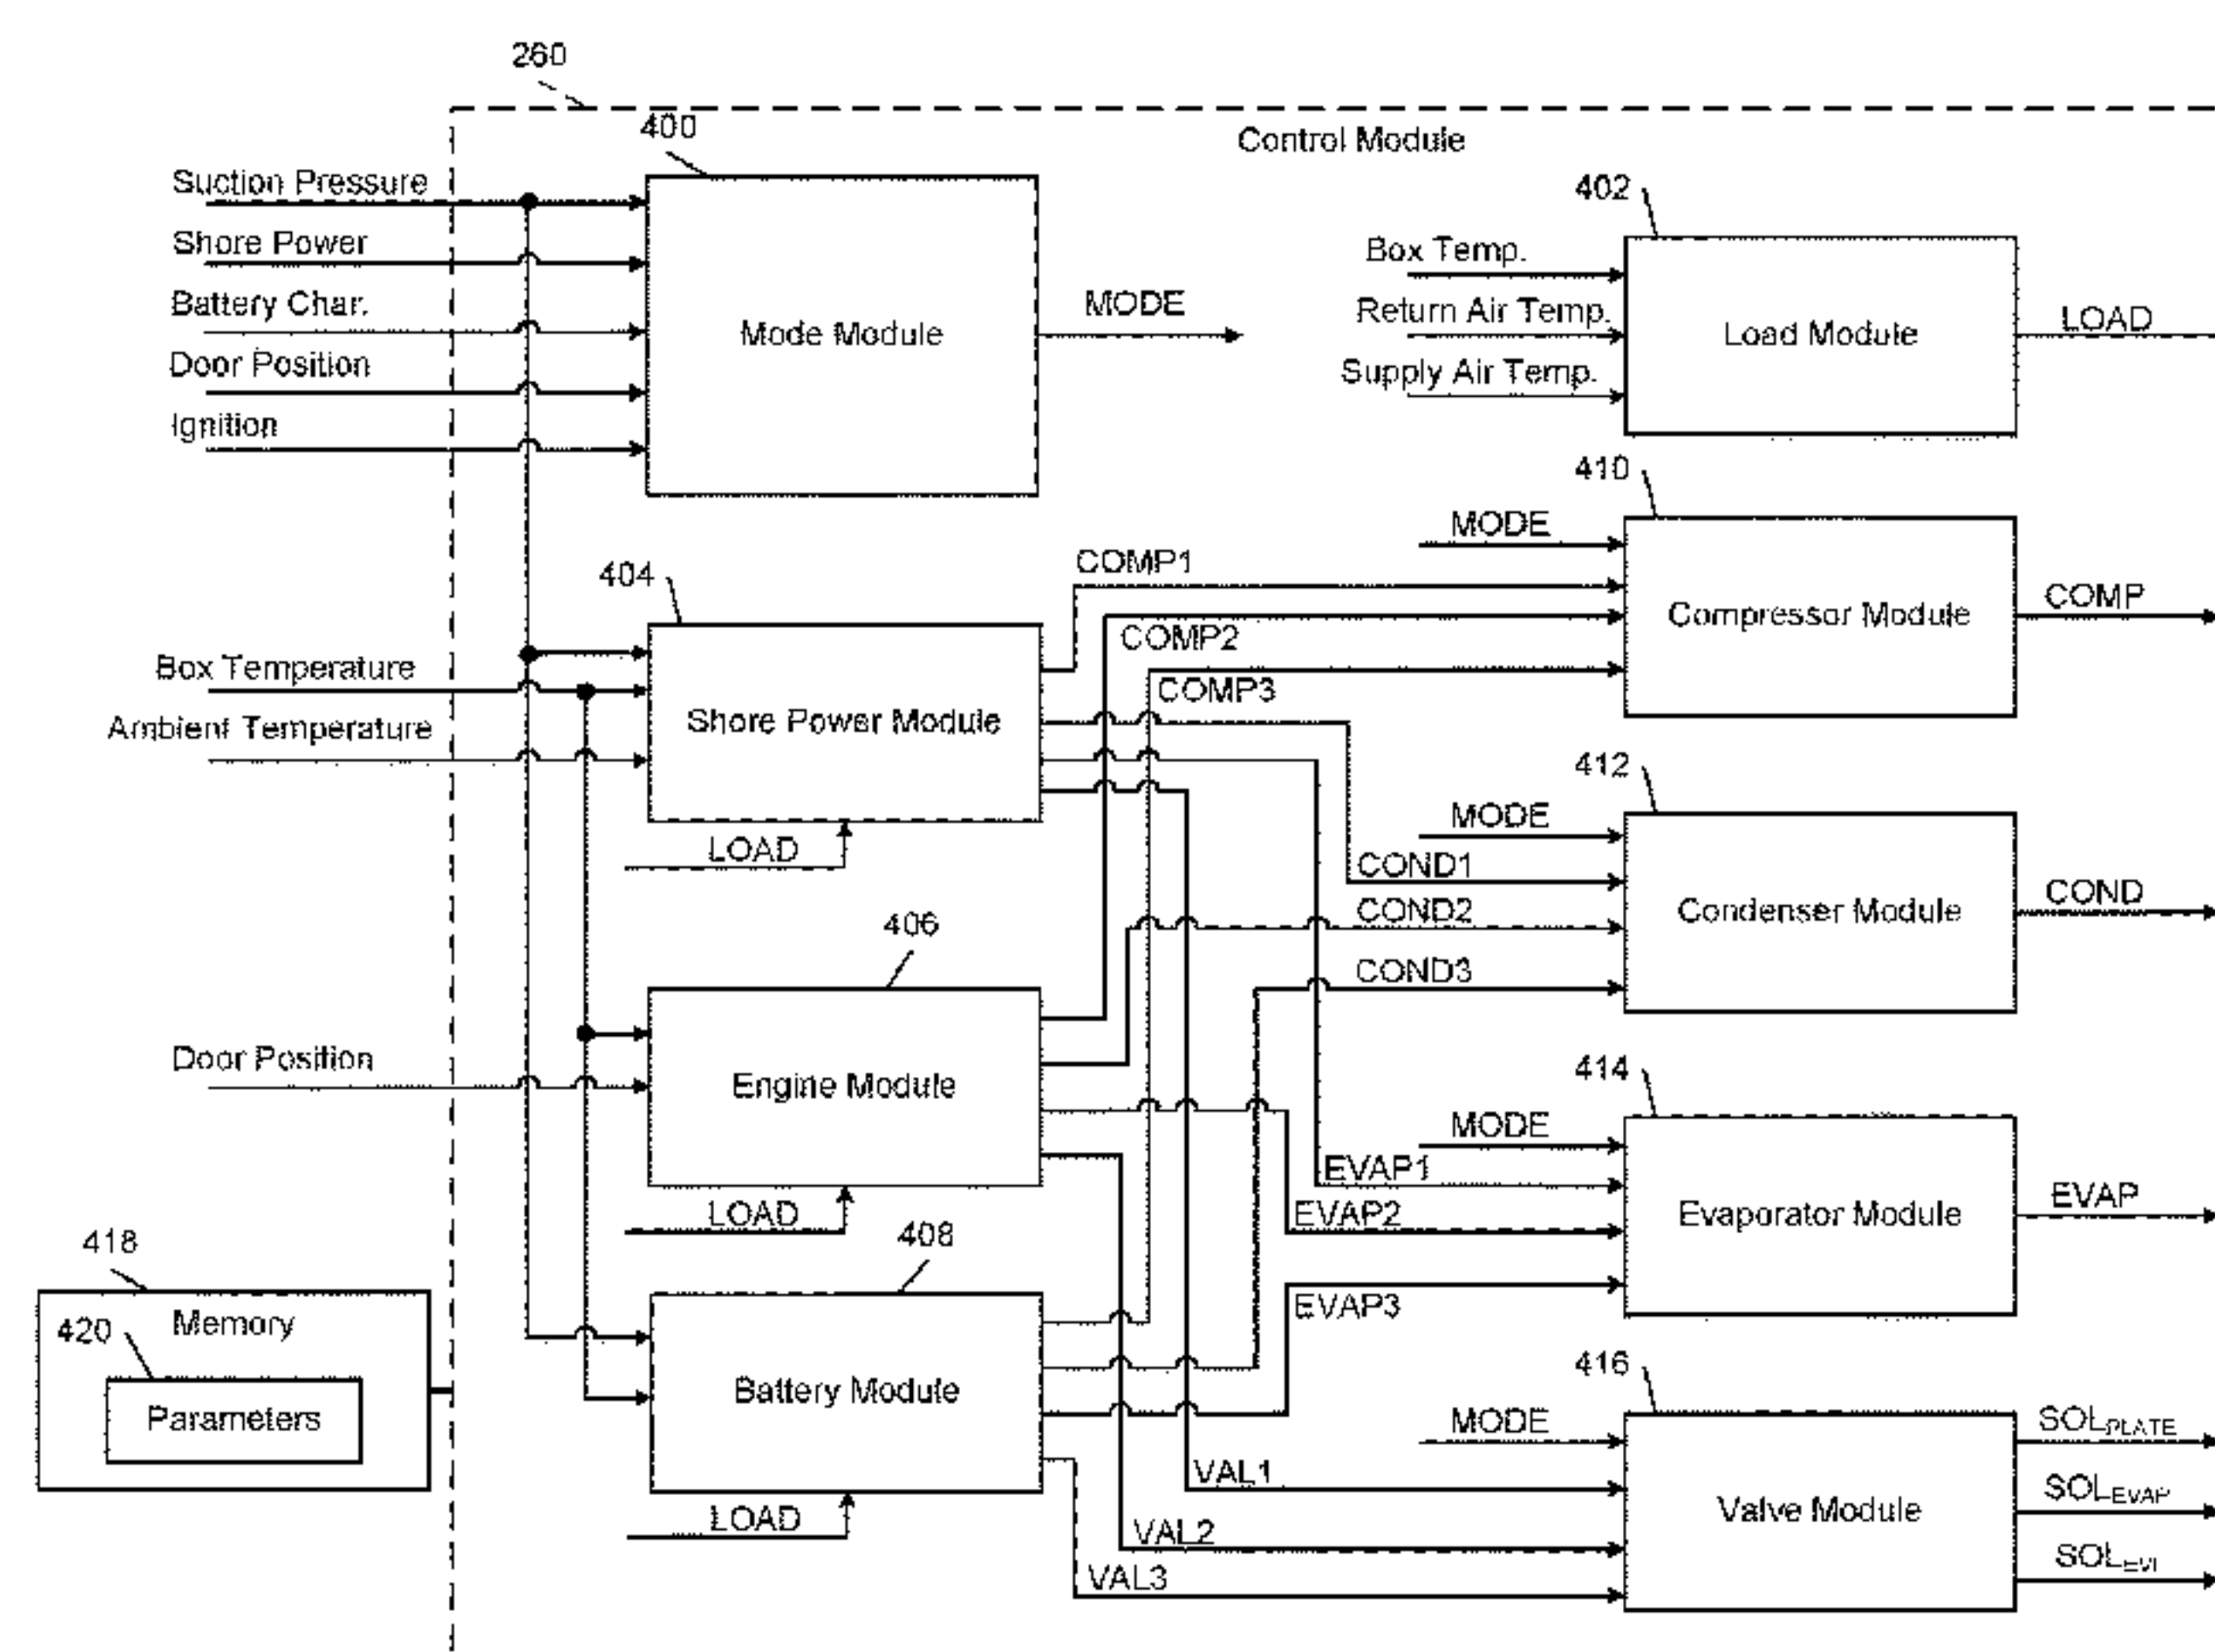 260
Control Module
400
Suction Pressure
Shore Power
Battery Char.
Door Position
Ignition
Mode Module
MODE
402
Box Temp.
Return Air Temp.
Supply Air Temp.
Load Module
LOAD
410
MODE
COMP1
COMP2
COMP3
Compressor Module
COMP
404
Box Temperature
Ambient Temperature
Shore Power Module
LOAD
412
MODE
COND1
COND2
COND3
Condenser Module
COND
406
Door Position
Engine Module
LOAD
414
MODE
EVAP1
EVAP2
EVAP3
Evaporator Module
EVAP
418
Memory
420
Parameters
408
Battery Module
LOAD
416
MODE
VAL1
VAL2
VAL3
Valve Module
SOLPLATE
SOLEVAP
SOLEVI